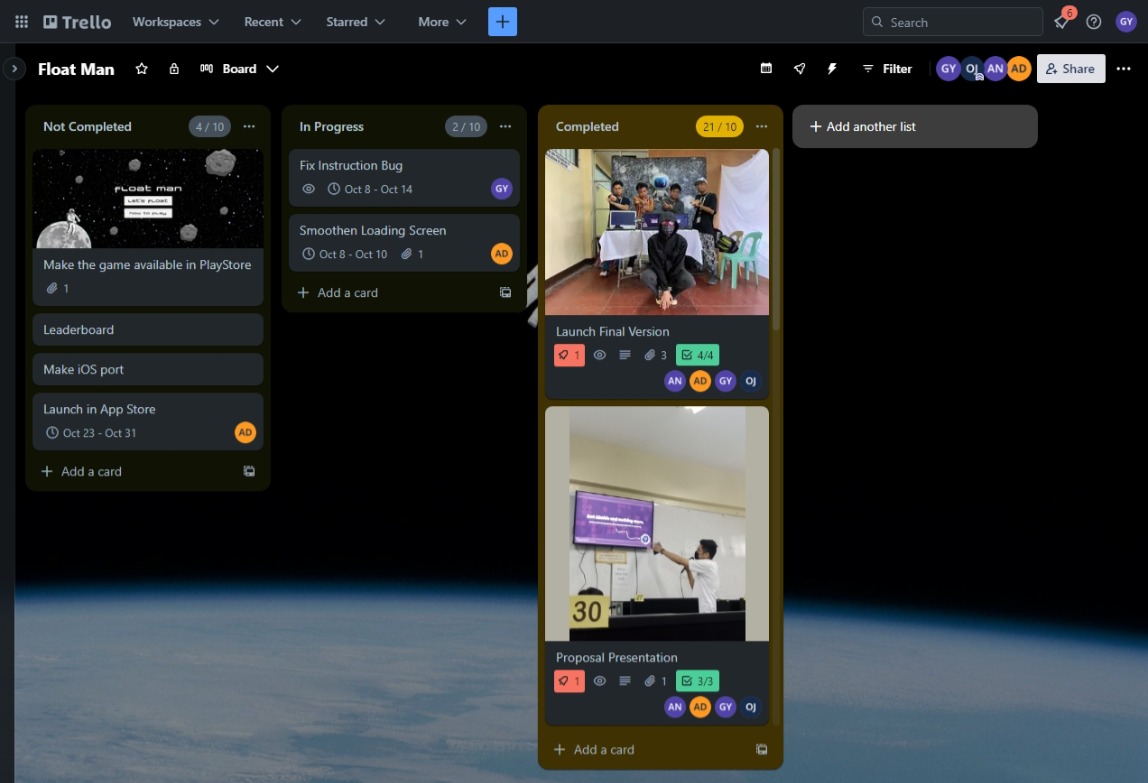 Trello
Workspaces
Recent
Starred
More
Search
6
GY
Float Man
Board
Filter
GY
OJ
AN
AD
Share
Not Completed
4 / 10
FLOAT MAN
LET'S FLOAT
HOW TO PLAY
Make the game available in PlayStore
1
Leaderboard
Make iOS port
Launch in App Store
Oct 23 - Oct 31
AD
Add a card
In Progress
2 / 10
Fix Instruction Bug
Oct 8 - Oct 14
GY
Smoothen Loading Screen
Oct 8 - Oct 10
1
AD
Add a card
Completed
21 / 10
Launch Final Version
1
3
4/4
AN
AD
GY
OJ
30
Proposal Presentation
1
1
3/3
AN
AD
GY
OJ
Add a card
Add another list